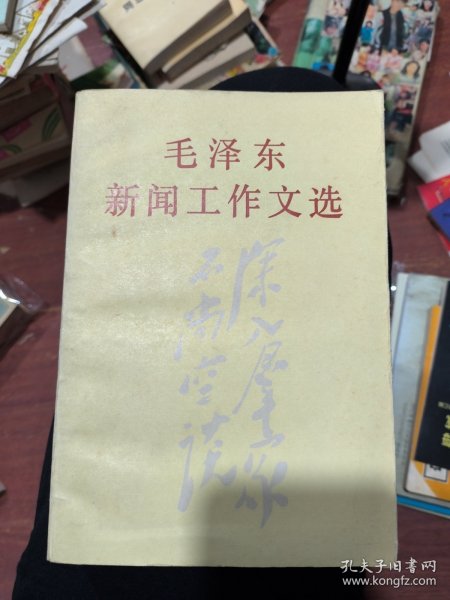 毛泽东
新闻工作文选
深入群众
不尚空谈
孔夫子旧书网
www.kongfz.com